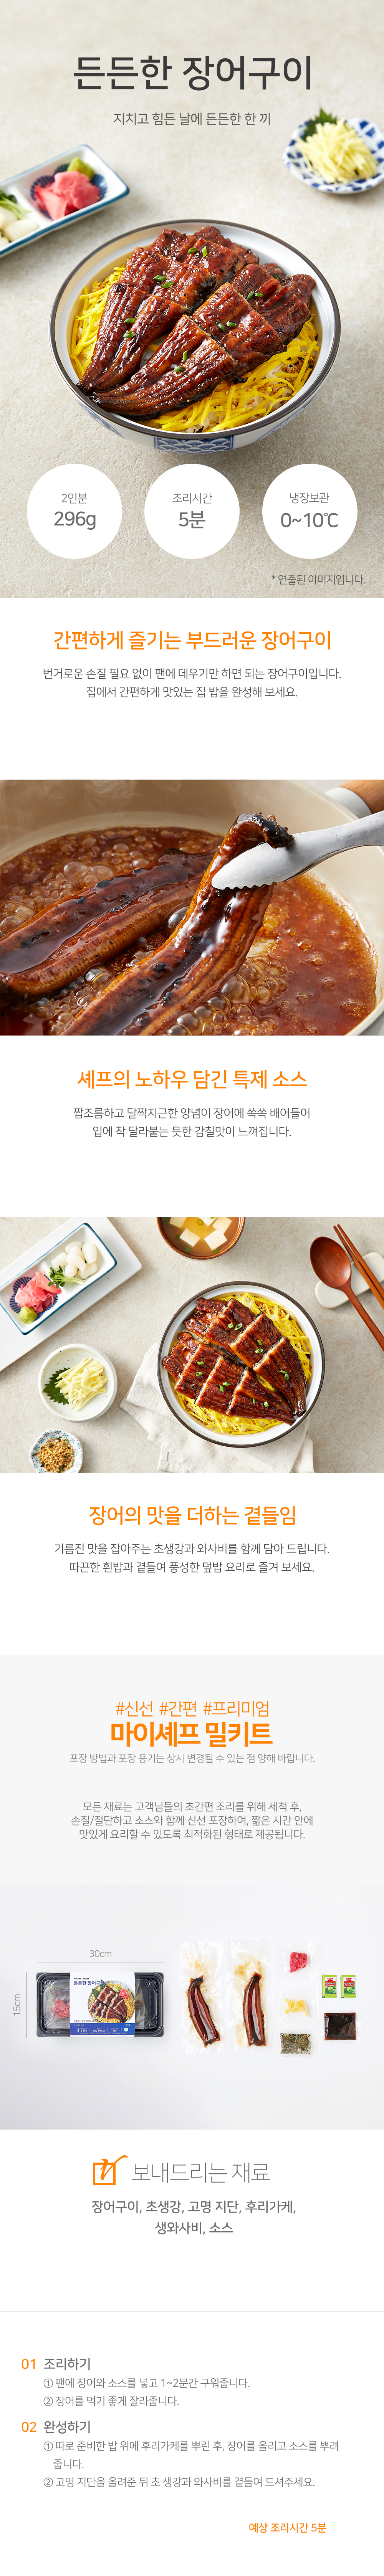 든든한 장어구이
지치고 힘든 날에 든든한 한 끼
2인분
296g
조리시간
5분
냉장보관
0~10℃
* 연출된 이미지입니다.
간편하게 즐기는 부드러운 장어구이
번거로운 손질 필요 없이 팬에 데우기만 하면 되는 장어구이입니다.
집에서 간편하게 맛있는 집 밥을 완성해 보세요.
셰프의 노하우 담긴 특제 소스
짭조름하고 달짝지근한 양념이 장어에 쏙쏙 배어들어
입에 착 달라붙는 듯한 감칠맛이 느껴집니다.
장어의 맛을 더하는 곁들임
기름진 맛을 잡아주는 초생강과 와사비를 함께 담아 드립니다.
따끈한 흰밥과 곁들여 풍성한 덮밥 요리로 즐겨 보세요.
#신선 #간편 #프리미엄
마이셰프 밀키트
포장 방법과 포장 용기는 상시 변경될 수 있는 점 양해 바랍니다.
모든 재료는 고객님들의 초간편 조리를 위해 세척 후,
손질/절단하고 소스와 함께 신선 포장하여, 짧은 시간 안에
맛있게 요리할 수 있도록 최적화된 형태로 제공됩니다.
30cm
15cm
든든한 장어구이
보내드리는 재료
장어구이, 초생강, 고명 지단, 후리가케,
생와사비, 소스
01 조리하기
① 팬에 장어와 소스를 넣고 1~2분간 구워줍니다.
② 장어를 먹기 좋게 잘라줍니다.
02 완성하기
① 따로 준비한 밥 위에 후리가케를 뿌린 후, 장어를 올리고 소스를 뿌려
줍니다.
② 고명 지단을 올려준 뒤 초 생강과 와사비를 곁들여 드셔주세요.
예상 조리시간 5분